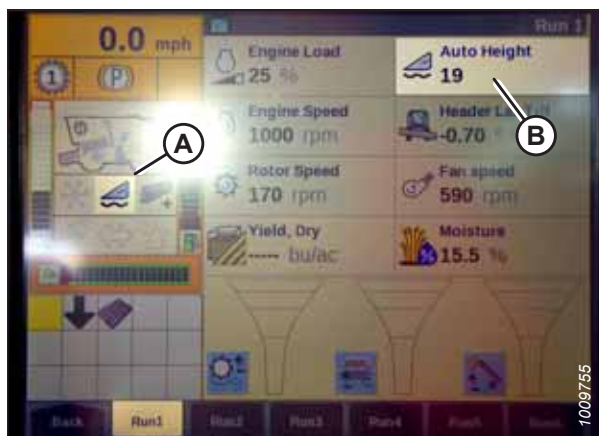 0.0 mph
Run 1
1
(P)
Engine Load
25 %
Auto Height
19
B
Engine Speed
1000 rpm
Header
-0.70
A
Rotor Speed
170 rpm
Fan speed
590 rpm
Yield, Dry
----- bu/ac
Moisture
15.5 %
Back
Run1
Run2
Run3
Run4
1009755